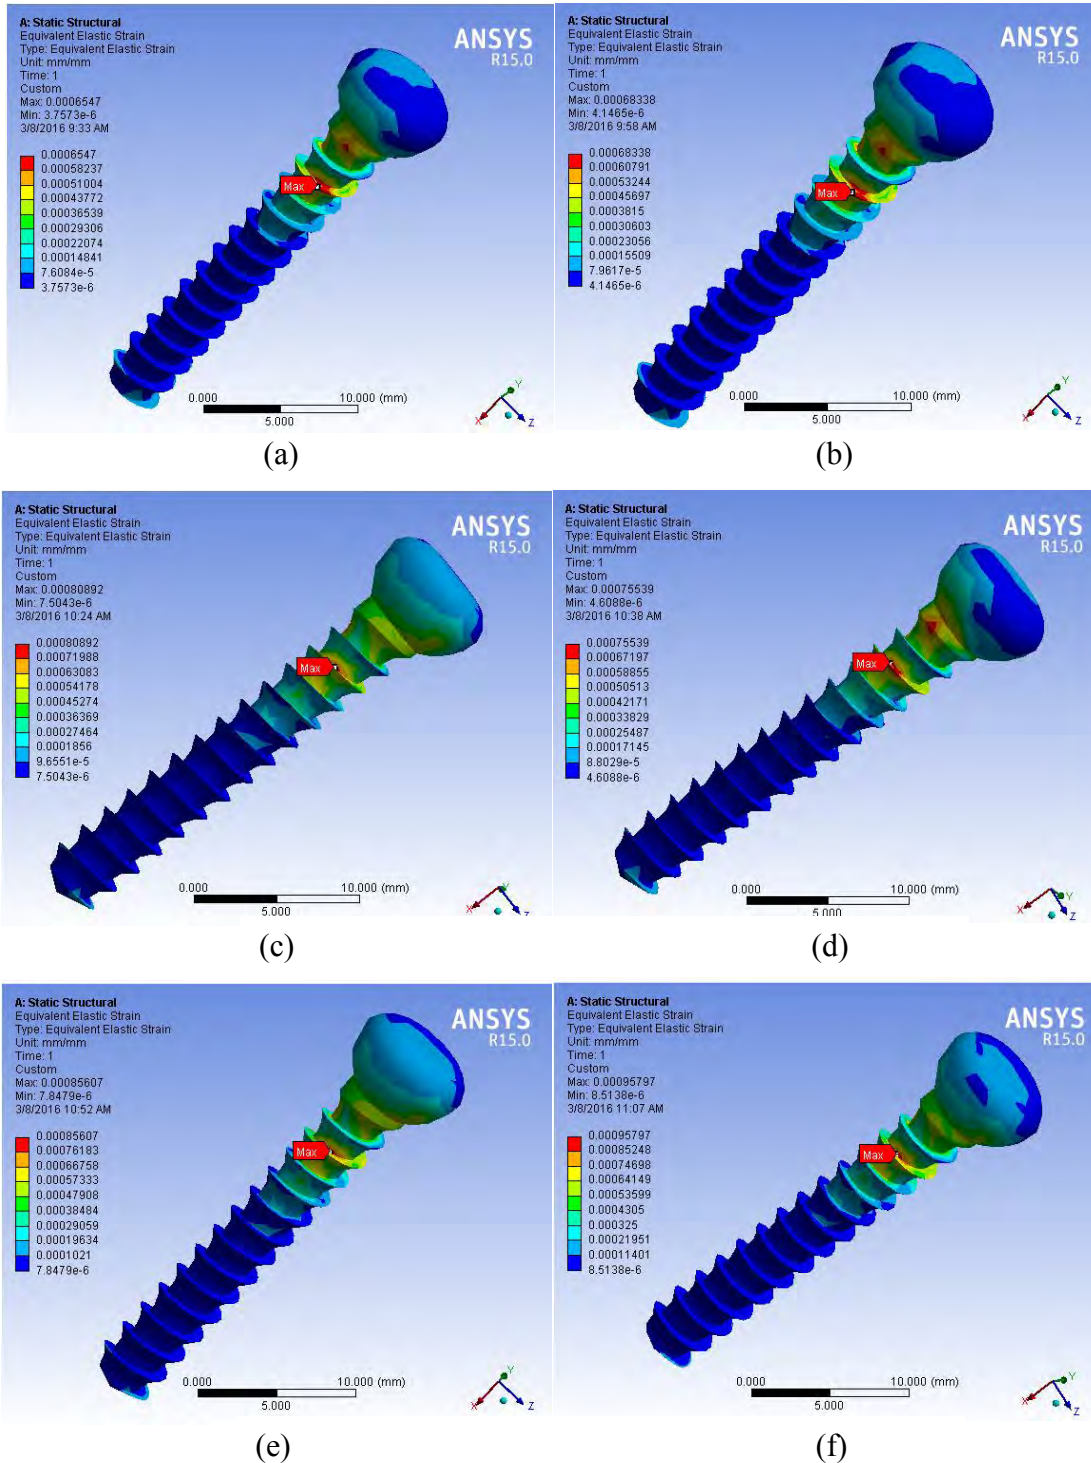 A: Static Structural
Equivalent Elastic Strain
Type: Equivalent Elastic Strain
Unit: mm/mm
Time: 1
Custom
Max: 0.0006547
Min: 3.7573e-6
3/8/2016 9:33 AM
ANSYS
R15.0
0.0006547
0.00058237
0.00051004
0.00043772
0.00036539
0.00029306
0.00022074
0.00014841
7.6084e-5
3.7573e-6
Max
0.000
10.000 (mm)
5.000
X
Y
Z
(a)
A: Static Structural
Equivalent Elastic Strain
Type: Equivalent Elastic Strain
Unit: mm/mm
Time: 1
Custom
Max: 0.00068338
Min: 4.1465e-6
3/8/2016 9:58 AM
ANSYS
R15.0
0.00068338
0.00060791
0.00053244
0.00045697
0.0003815
0.00030603
0.00023056
0.00015509
7.9617e-5
4.1465e-6
Max
0.000
10.000 (mm)
5.000
X
Y
Z
(b)
A: Static Structural
Equivalent Elastic Strain
Type: Equivalent Elastic Strain
Unit: mm/mm
Time: 1
Custom
Max: 0.00080892
Min: 7.5043e-6
3/8/2016 10:24 AM
ANSYS
R15.0
0.00080892
0.00071988
0.00063083
0.00054178
0.00045274
0.00036369
0.00027464
0.0001856
9.6551e-5
7.5043e-6
Max
0.000
10.000 (mm)
5.000
X
Y
Z
(c)
A: Static Structural
Equivalent Elastic Strain
Type: Equivalent Elastic Strain
Unit: mm/mm
Time: 1
Custom
Max: 0.00075539
Min: 4.6088e-6
3/8/2016 10:38 AM
ANSYS
R15.0
0.00075539
0.00067197
0.00058855
0.00050513
0.00042171
0.00033829
0.00025487
0.00017145
8.8029e-5
4.6088e-6
Max
0.000
10.000 (mm)
5.000
X
Y
Z
(d)
A: Static Structural
Equivalent Elastic Strain
Type: Equivalent Elastic Strain
Unit: mm/mm
Time: 1
Custom
Max: 0.00085607
Min: 7.8479e-6
3/8/2016 10:52 AM
ANSYS
R15.0
0.00085607
0.00076183
0.00066758
0.00057333
0.00047908
0.00038484
0.00029059
0.00019634
0.0001021
7.8479e-6
Max
0.000
10.000 (mm)
5.000
X
Y
Z
(e)
A: Static Structural
Equivalent Elastic Strain
Type: Equivalent Elastic Strain
Unit: mm/mm
Time: 1
Custom
Max: 0.00095797
Min: 8.5138e-6
3/8/2016 11:07 AM
ANSYS
R15.0
0.00095797
0.00085248
0.00074698
0.00064149
0.00053599
0.0004305
0.000325
0.00021951
0.00011401
8.5138e-6
Max
0.000
10.000 (mm)
5.000
X
Y
Z
(f)